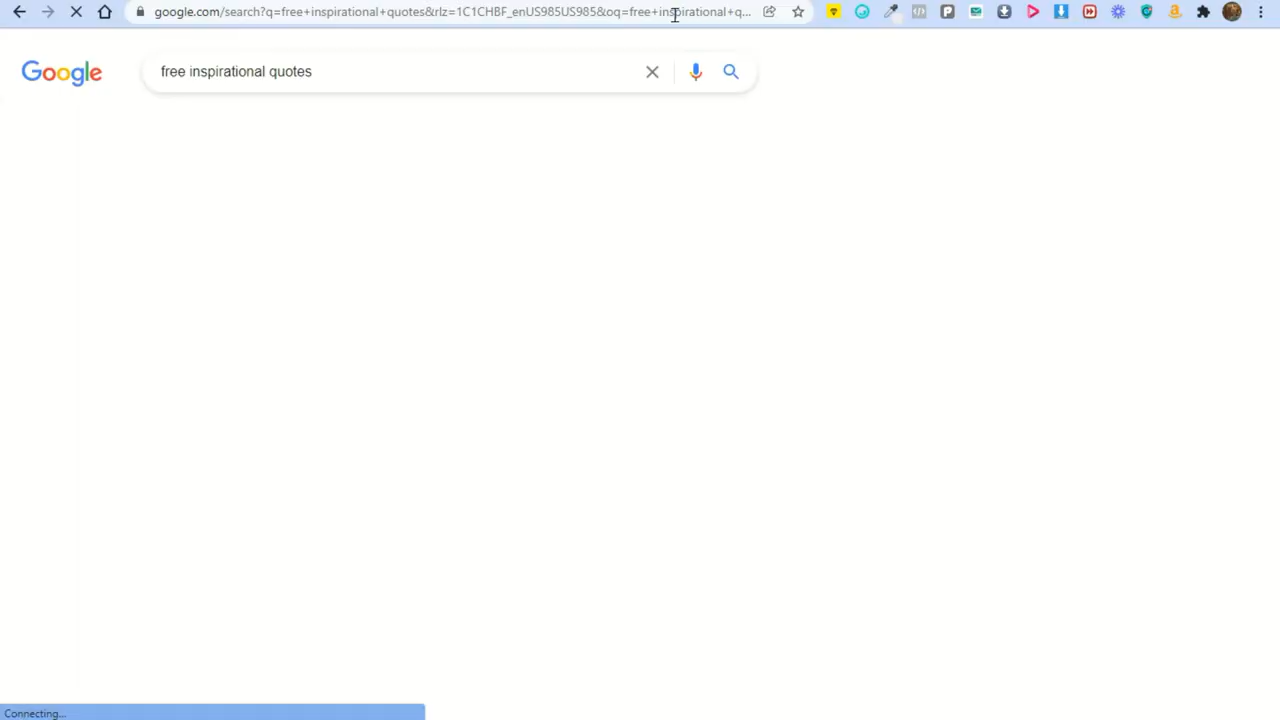 google.com/search?q=free+inspirational+quotes&rlz=1C1CHBF_enUS985US985&oq=free+inspirational+q...
Google
free inspirational quotes
Connecting...